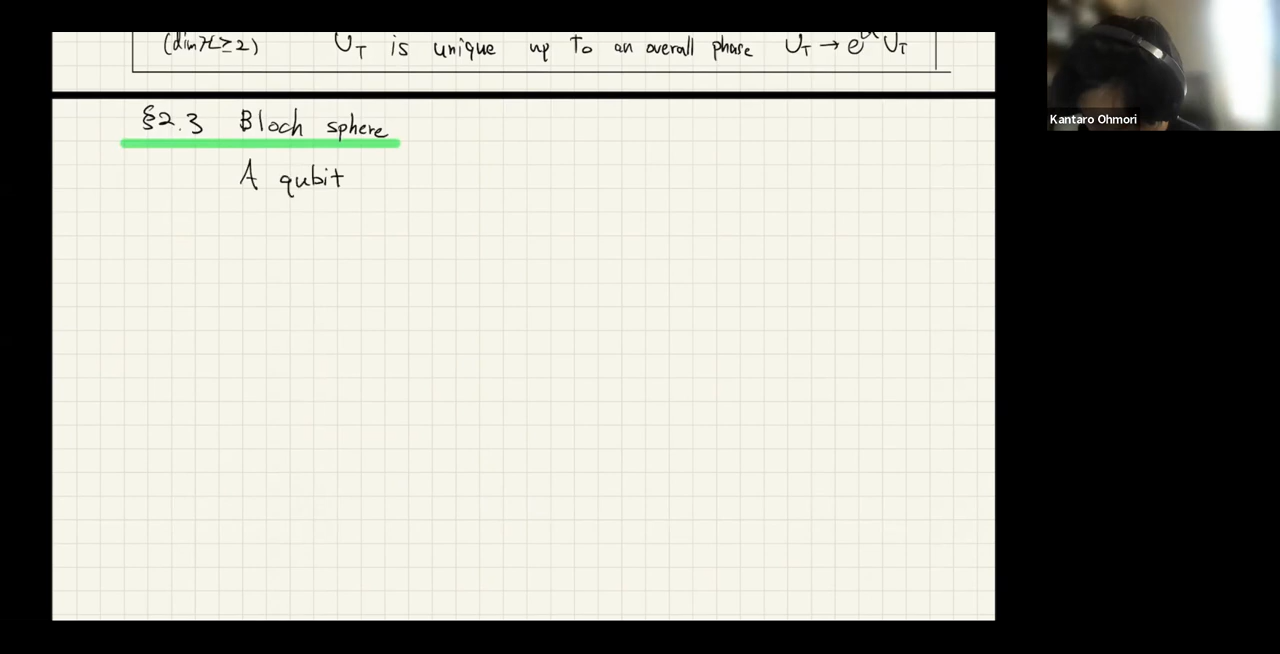 (dim ℋ ≥ 2) U_T is unique up to an overall phase U_T → e^{iα} U_T
§2.3 Bloch sphere
A qubit
Kantaro Ohmori